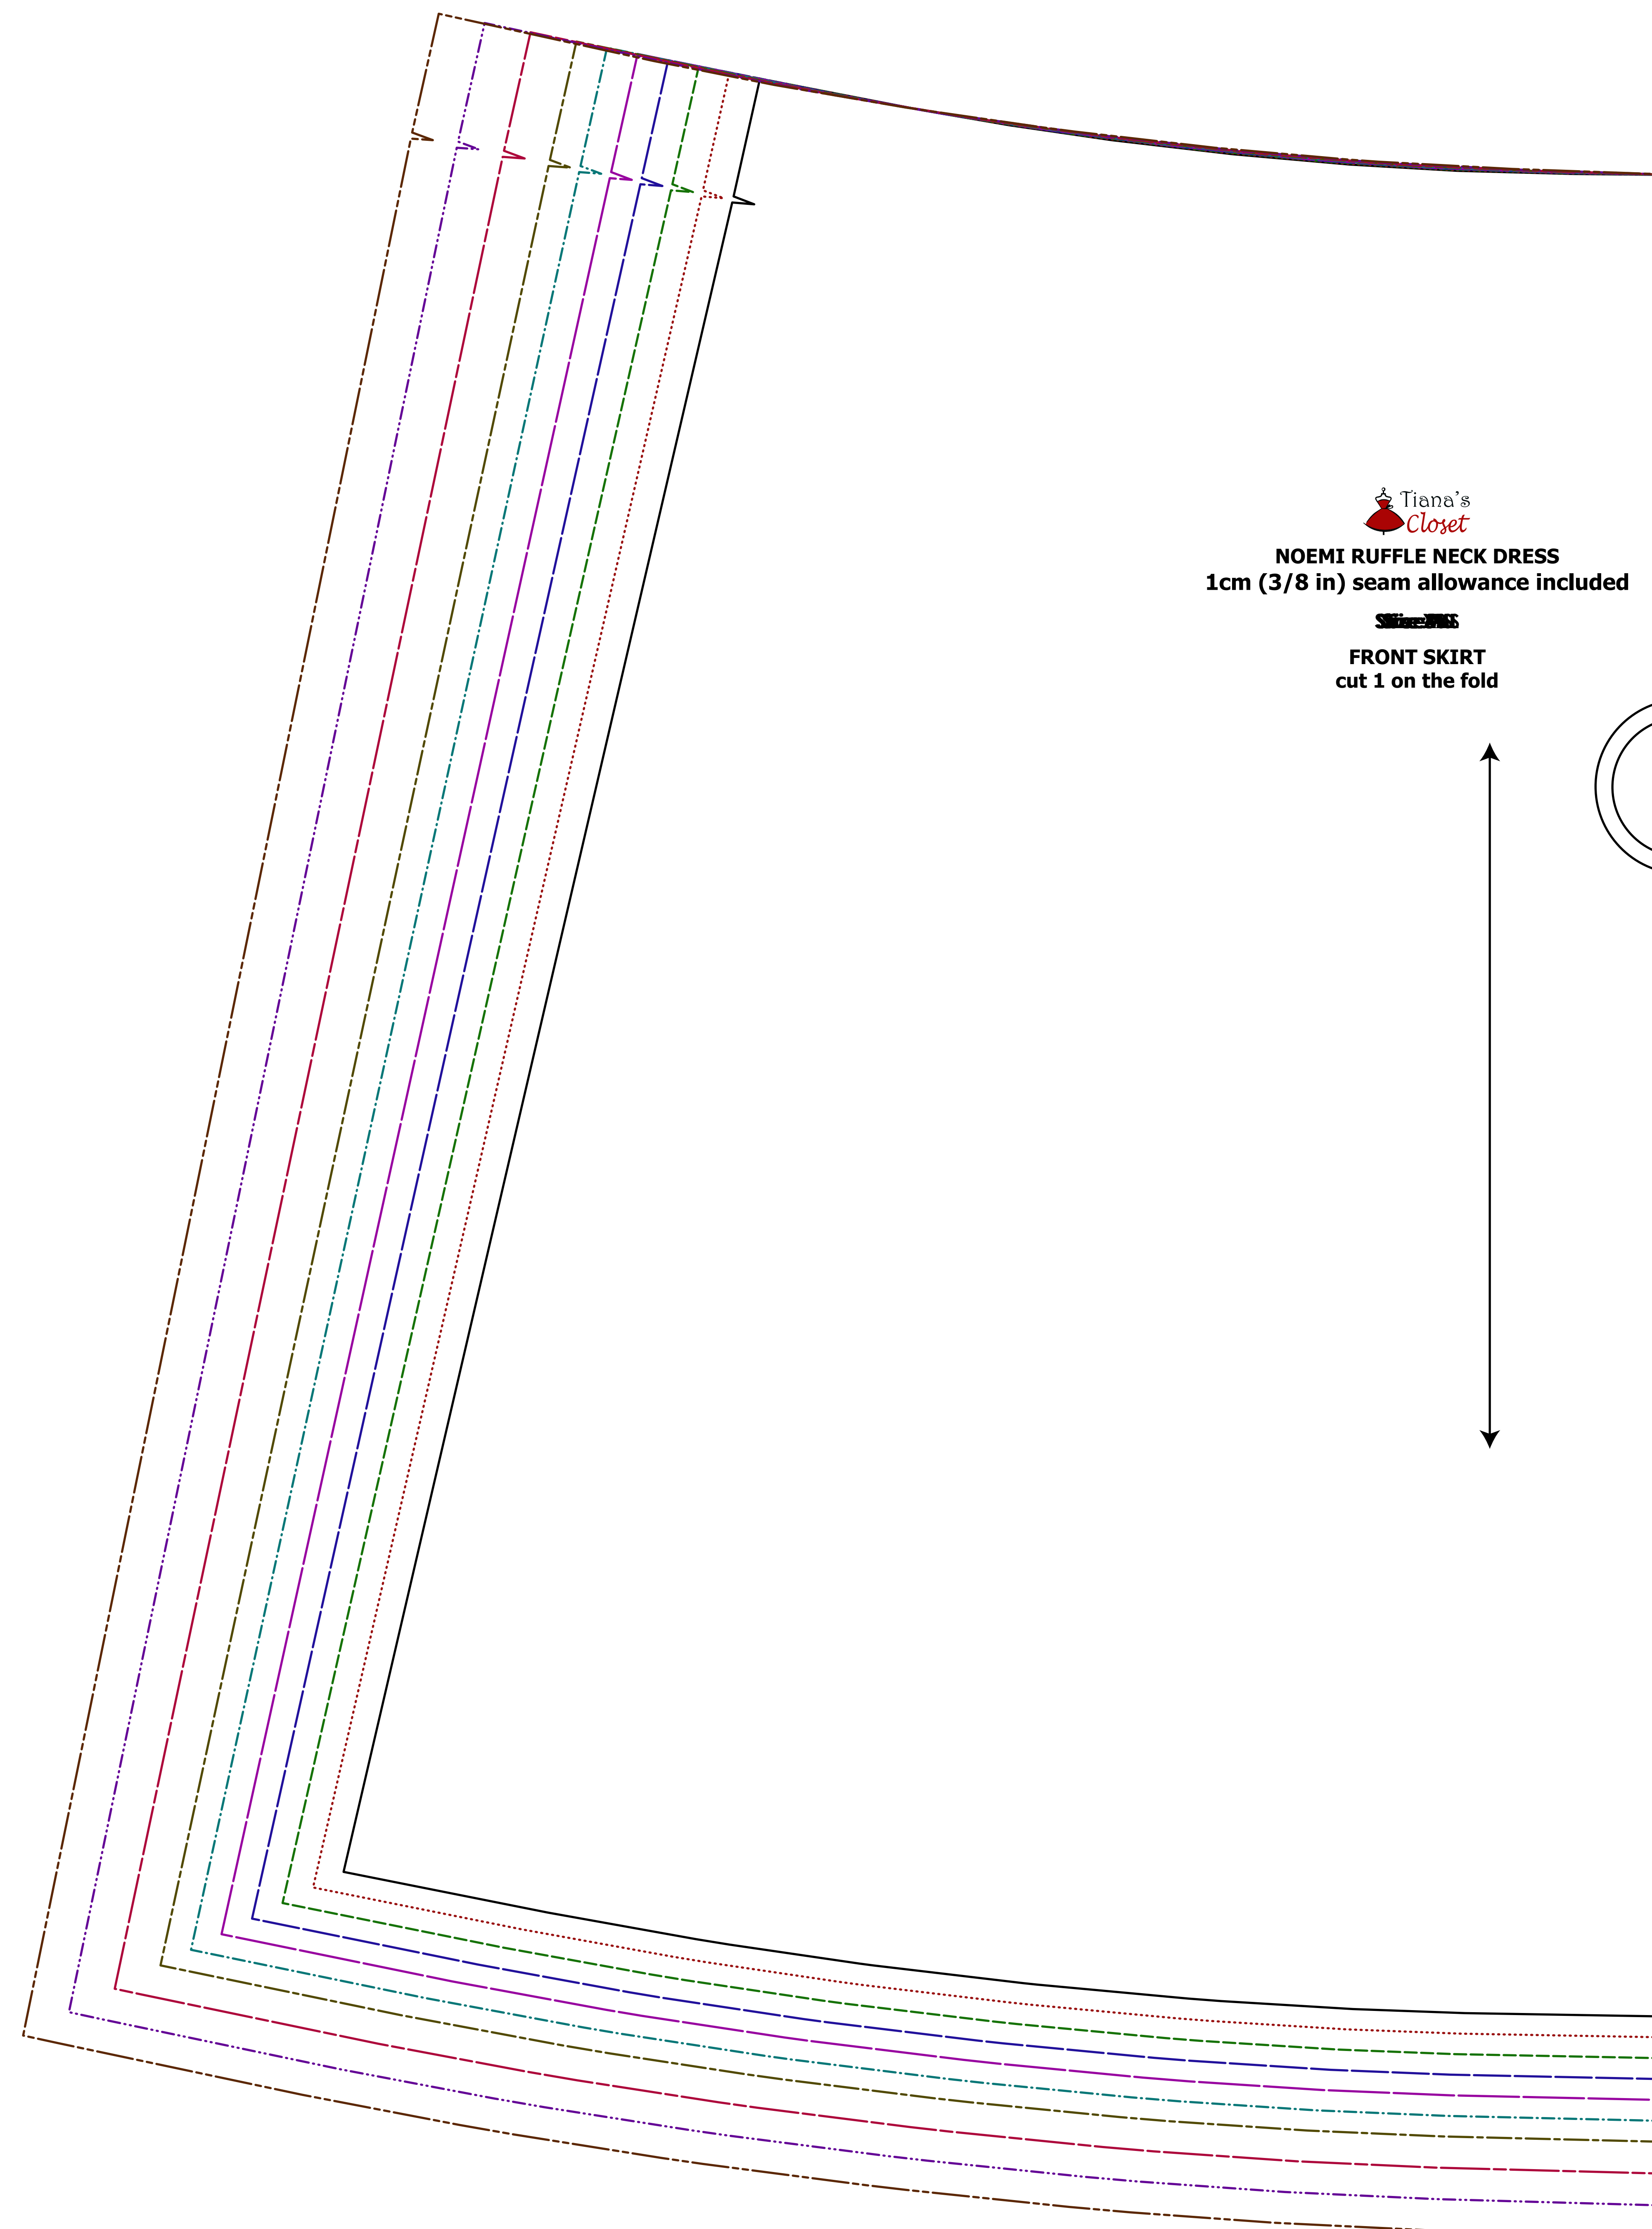 Tiana's
Closet
NOEMI RUFFLE NECK DRESS
1cm (3/8 in) seam allowance included
FRONT SKIRT
cut 1 on the fold